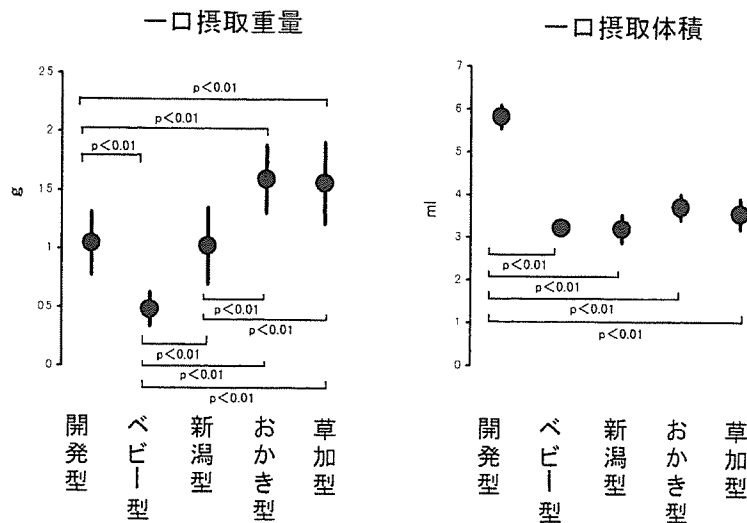 一口摂取重量
25
2
1.5
1
05
0
g
p<0.01
p<0.01
p<0.01
p<0.01
p<0.01
p<0.01
p<0.01
p<0.01
開発型
ベビー型
新潟型
おかき型
草加型
一口摂取体積
7
6
5
4
3
2
1
0
ml
p<0.01
p<0.01
p<0.01
p<0.01
開発型
ベビー型
新潟型
おかき型
草加型